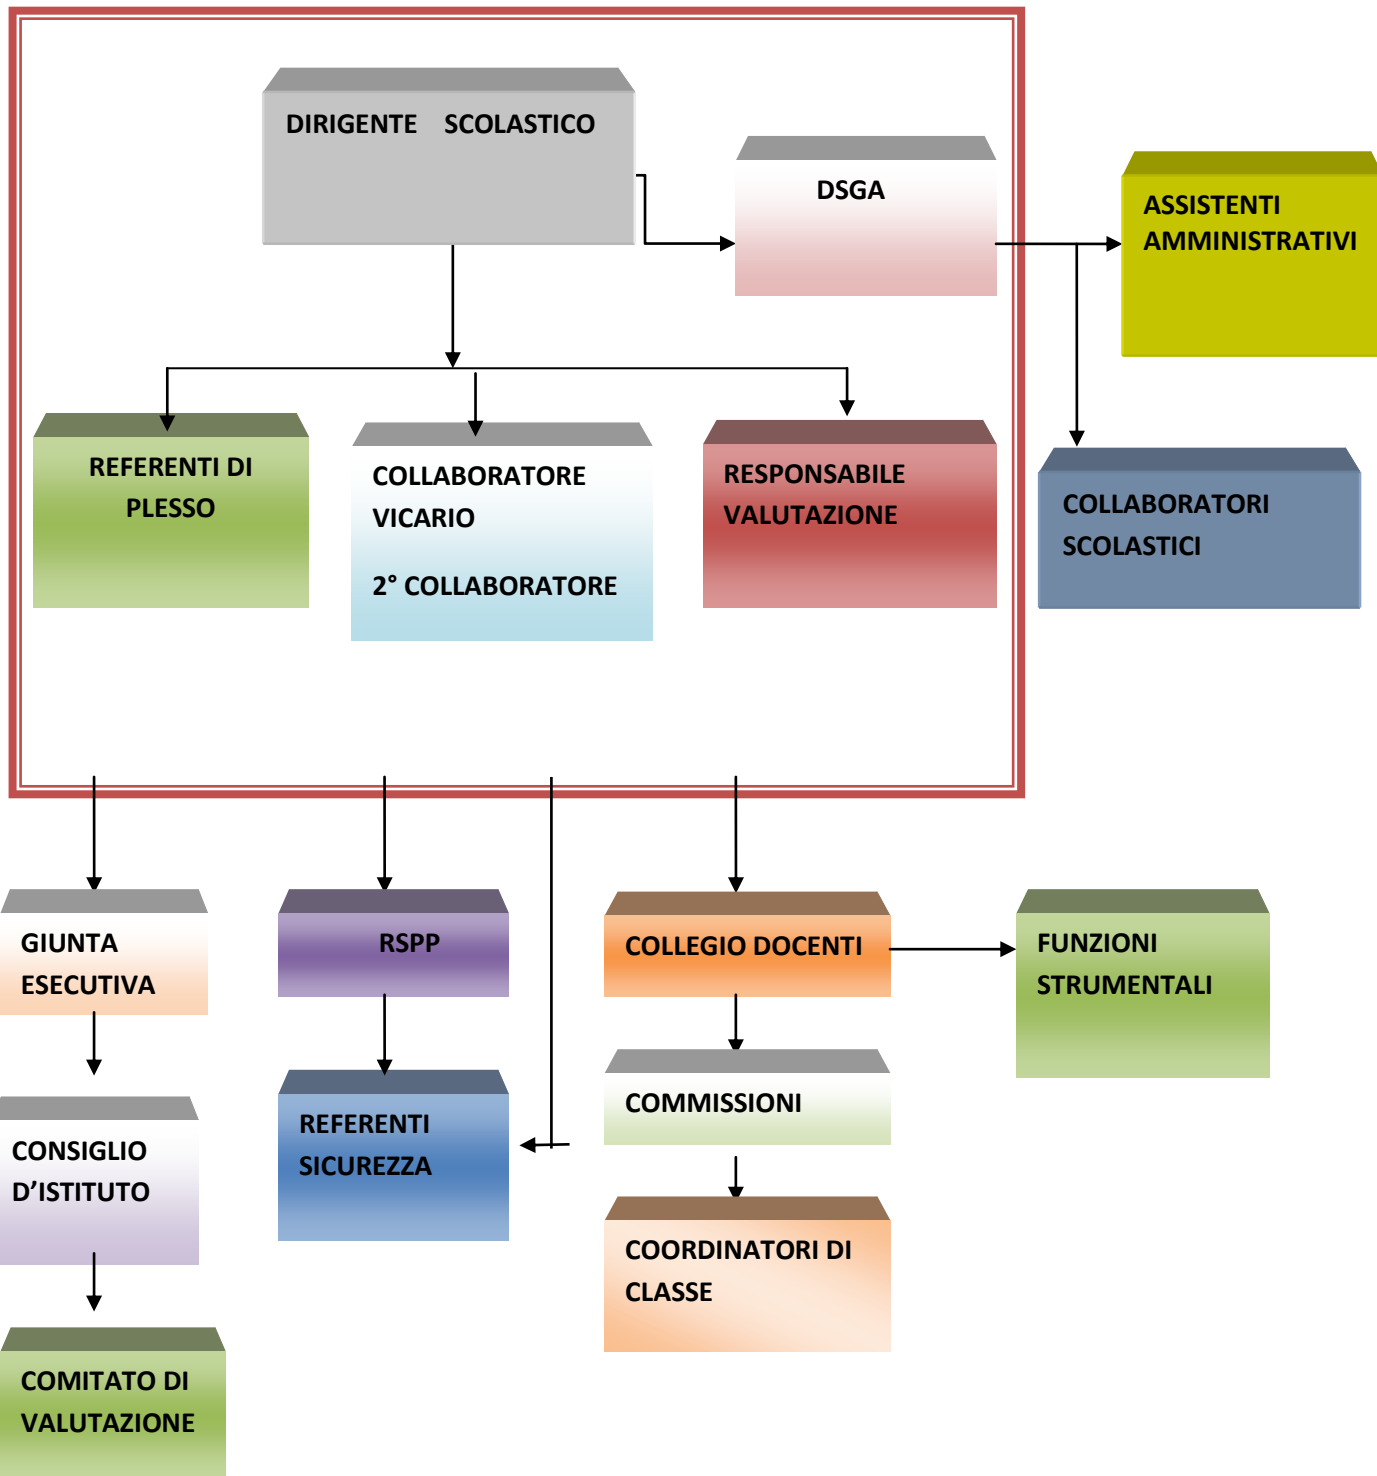 DIRIGENTE SCOLASTICO
DSGA
ASSISTENTI
AMMINISTRATIVI
REFERENTI DI
PLESSO
COLLABORATORE
VICARIO
2° COLLABORATORE
RESPONSABILE
VALUTAZIONE
COLLABORATORI
SCOLASTICI
GIUNTA
ESECUTIVA
RSPP
COLLEGIO DOCENTI
FUNZIONI
STRUMENTALI
CONSIGLIO
D’ISTITUTO
REFERENTI
SICUREZZA
COMMISSIONI
COORDINATORI DI
CLASSE
COMITATO DI
VALUTAZIONE